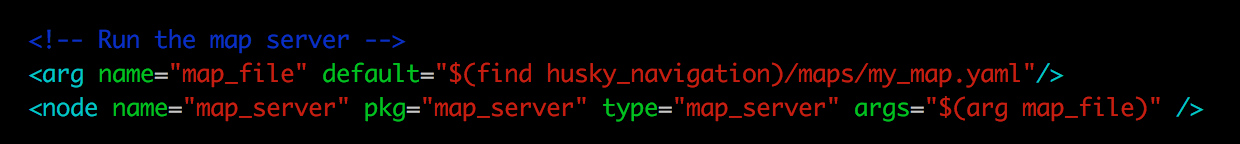 <!-- Run the map server -->
<arg name="map_file" default="$(find husky_navigation)/maps/my_map.yaml"/>
<node name="map_server" pkg="map_server" type="map_server" args="$(arg map_file)" />